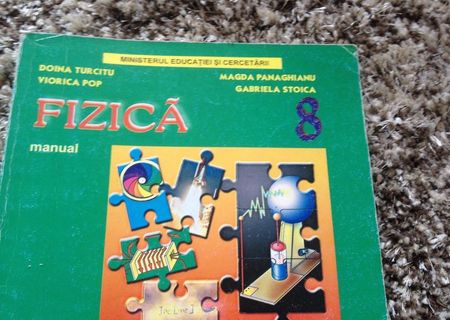 MINISTERUL EDUCAȚIEI ȘI CERCETĂRII
DOINA TURCITU
VIORICA POP
MAGDA PANAGHIANU
GABRIELA STOICA
FIZICĂ
8
manual